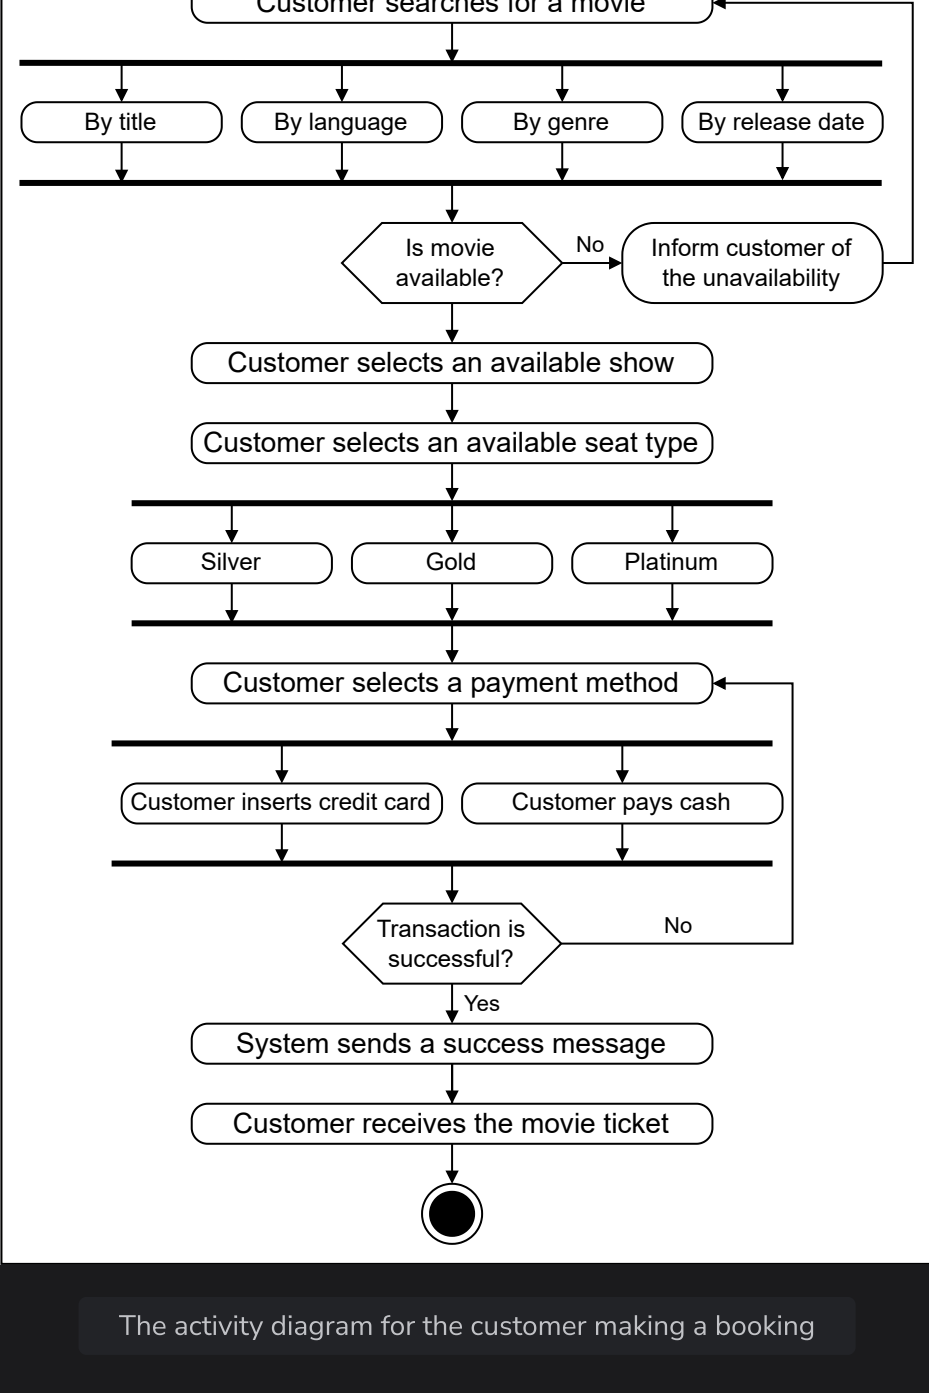 Customer searches for a movie
By title
By language
By genre
By release date
Is movie
available?
No
Inform customer of
the unavailability
Customer selects an available show
Customer selects an available seat type
Silver
Gold
Platinum
Customer selects a payment method
Customer inserts credit card
Customer pays cash
Transaction is
successful?
No
Yes
System sends a success message
Customer receives the movie ticket
The activity diagram for the customer making a booking